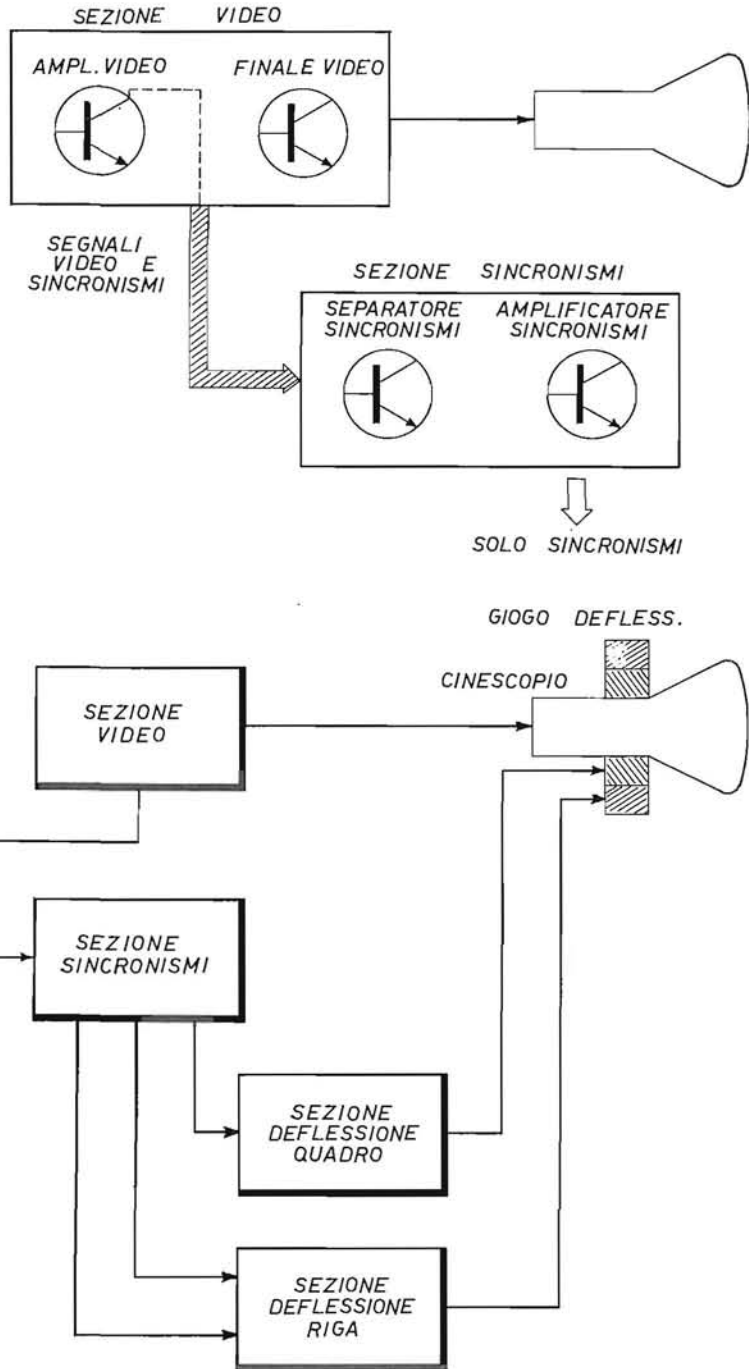 SEZIONE VIDEO
AMPL. VIDEO
FINALE VIDEO
SEGNALI
VIDEO E
SINCRONISMI
SEZIONE SINCRONISMI
SEPARATORE
SINCRONISMI
AMPLIFICATORE
SINCRONISMI
SOLO SINCRONISMI
GIOGO DEFLESS.
CINESCOPIO
SEZIONE
VIDEO
SEZIONE
SINCRONISMI
SEZIONE
DEFLESSIONE
QUADRO
SEZIONE
DEFLESSIONE
RIGA